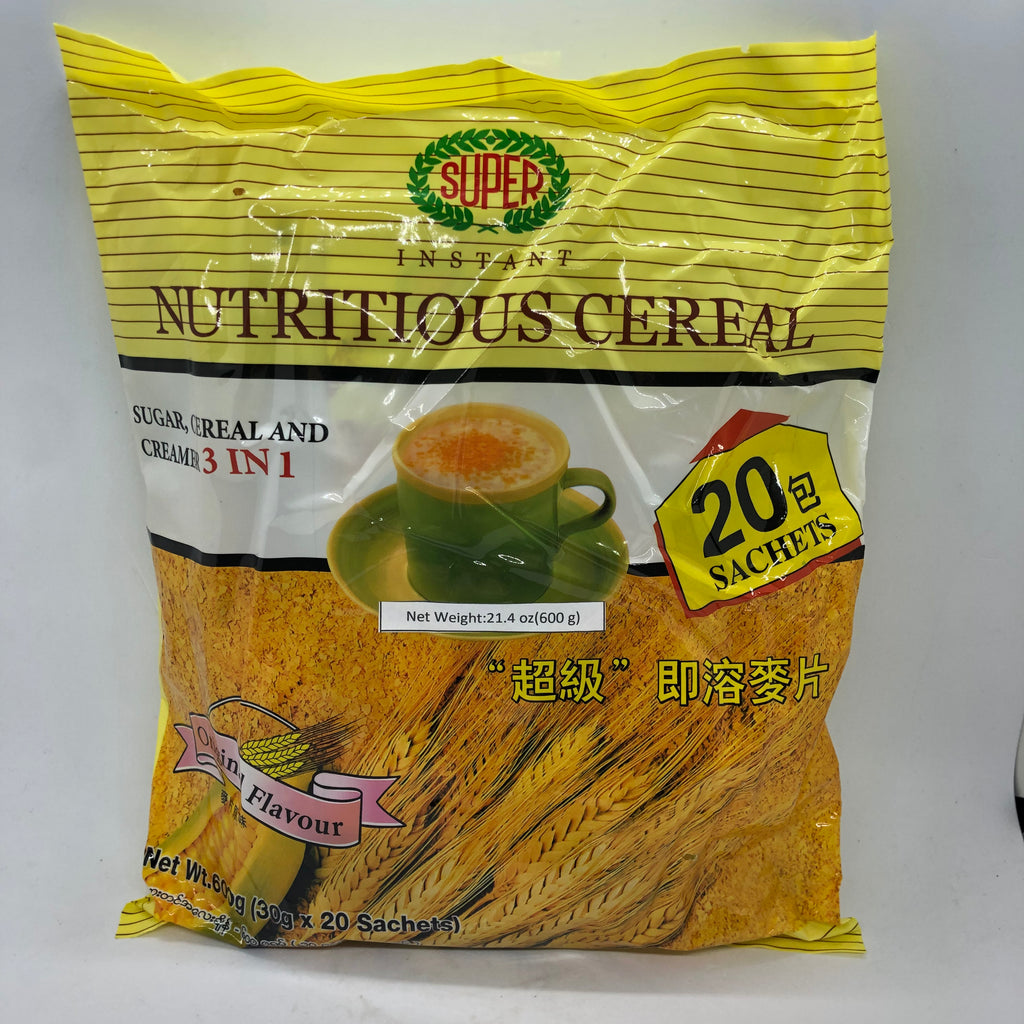 SUPER
INSTANT
NUTRITIOUS CEREAL
SUGAR, CEREAL AND
CREAMER 3 IN 1
20包
SACHETS
Net Weight:21.4 oz(600 g)
“超級” 即溶麥片
Flavour
Net Wt.600g (30g x 20 Sachets)